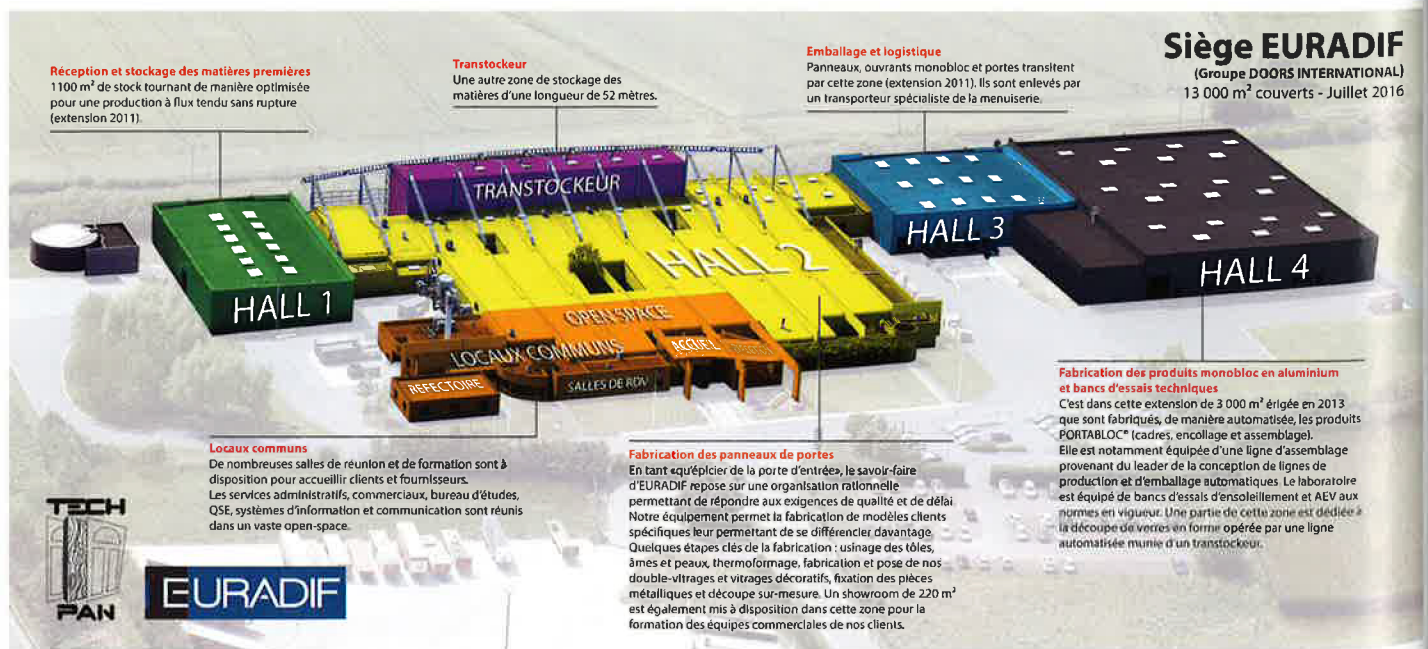 Siège EURADIF
(Groupe DOORS INTERNATIONAL)
13 000 m² couverts - Juillet 2016
Réception et stockage des matières premières
1100 m² de stock tournant de manière optimisée
pour une production à flux tendu sans rupture
(extension 2011).
Transtockeur
Une autre zone de stockage des
matières d'une longueur de 52 mètres.
Emballage et logistique
Panneaux, ouvrants monobloc et portes transitent
par cette zone (extension 2011). Ils sont enlevés par
un transporteur spécialiste de la menuiserie.
TRANSTOCKEUR
HALL 1
HALL 2
HALL 3
HALL 4
OPEN SPACE
LOCAUX COMMUNS
ACCUEIL
REFECTOIRE
SALLES DE RDV
Locaux communs
De nombreuses salles de réunion et de formation sont à
disposition pour accueillir clients et fournisseurs.
Les services administratifs, commerciaux, bureau d'études,
QSE, systèmes d'information et communication sont réunis
dans un vaste open-space.
Fabrication des panneaux de portes
En tant «qu'épicier de la porte d'entrée», le savoir-faire
d'EURADIF repose sur une organisation rationnelle
permettant de répondre aux exigences de qualité et de délai
Notre équipement permet la fabrication de modèles clients
spécifiques leur permettant de se différencier davantage
Quelques étapes clés de la fabrication : usinage des tôles,
âmes et peaux, thermoformage, fabrication et pose de nos
double-vitrages et vitrages décoratifs, fixation des pièces
métalliques et découpe sur-mesure. Un showroom de 220 m²
est également mis à disposition dans cette zone pour la
formation des équipes commerciales de nos clients.
Fabrication des produits monobloc en aluminium
et bancs d'essais techniques
C'est dans cette extension de 3 000 m² érigée en 2013
que sont fabriqués, de manière automatisée, les produits
PORTABLOC® (cadres, encollage et assemblage).
Elle est notamment équipée d'une ligne d'assemblage
provenant du leader de la conception de lignes de
production et d'emballage automatiques. Le laboratoire
est équipé de bancs d'essais d'ensoleillement et AEV aux
normes en vigueur. Une partie de cette zone est dédiée à
la découpe de verres en forme opérée par une ligne
automatisée munie d'un transtockeur.
TECH
PAN
EURADIF